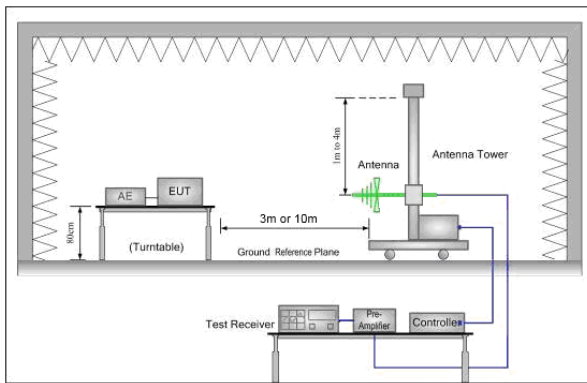 1m to 4m
Antenna
Antenna Tower
AE
EUT
80cm
(Turntable)
3m or 10m
Ground Reference Plane
Test Receiver
Pre-
Amplifier
Controller